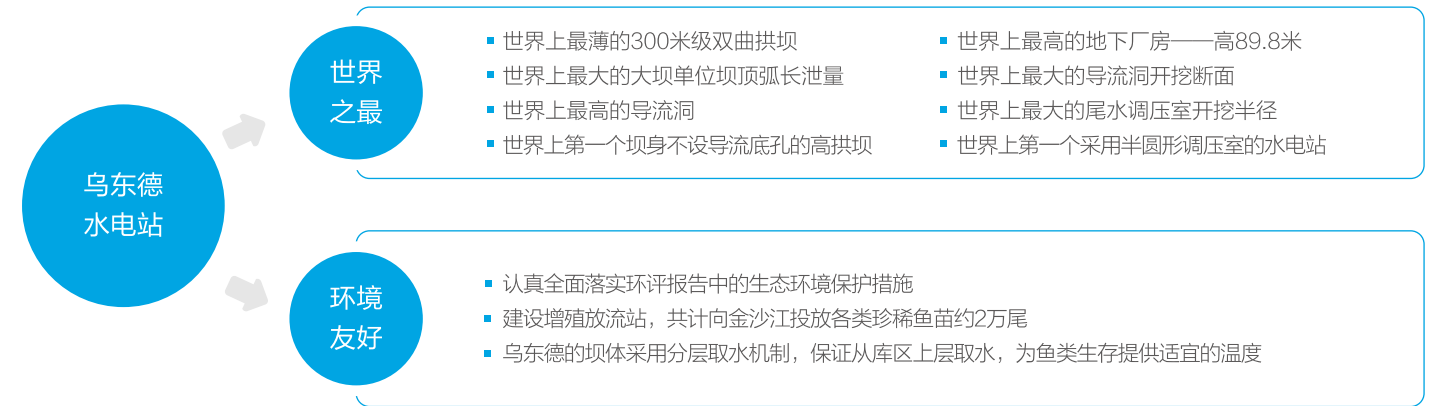 乌东德
水电站
世界
之最
世界上最薄的300米级双曲拱坝
世界上最大的大坝单位坝顶弧长泄量
世界上最高的导流洞
世界上第一个坝身不设导流底孔的高拱坝
世界上最高的地下厂房——高89.8米
世界上最大的导流洞开挖断面
世界上最大的尾水调压室开挖半径
世界上第一个采用半圆形调压室的水电站
环境
友好
认真全面落实环评报告中的生态环境保护措施
建设增殖放流站，共计向金沙江投放各类珍稀鱼苗约2万尾
乌东德的坝体采用分层取水机制，保证从库区上层取水，为鱼类生存提供适宜的温度